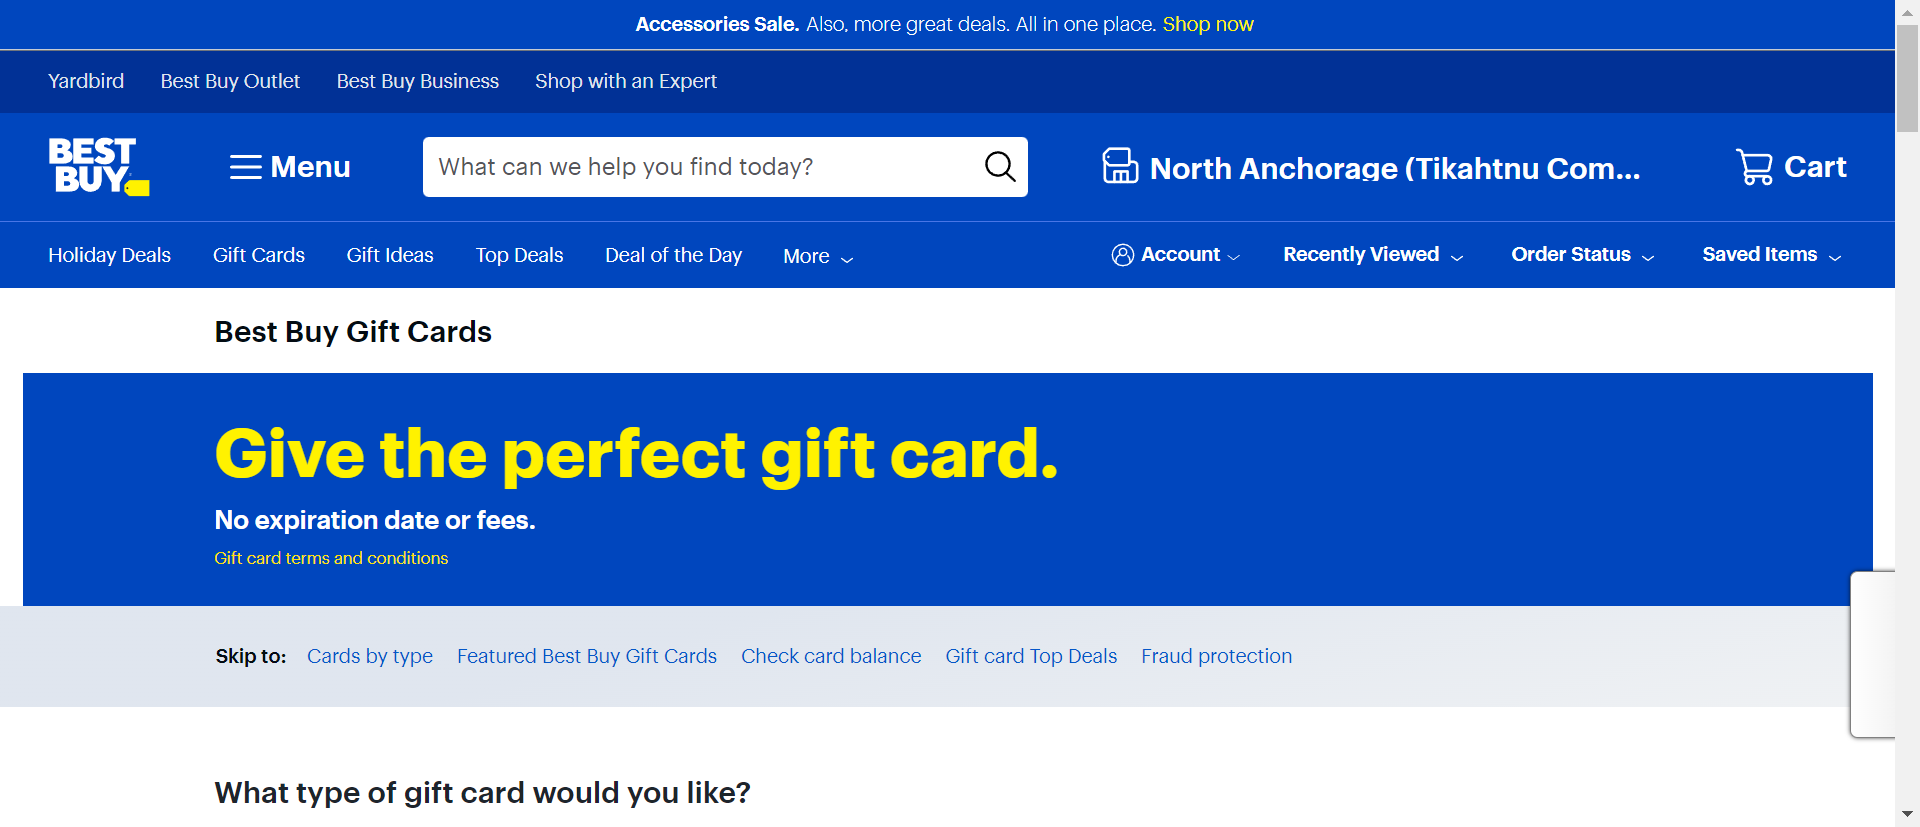 Accessories Sale. Also, more great deals. All in one place. Shop now
Yardbird Best Buy Outlet Best Buy Business Shop with an Expert
BEST
BUY
Menu
What can we help you find today?
North Anchorage (Tikahtnu Com...
Cart
Holiday Deals Gift Cards Gift Ideas Top Deals Deal of the Day More Account Recently Viewed Order Status Saved Items
Best Buy Gift Cards
Give the perfect gift card.
No expiration date or fees.
Gift card terms and conditions
Skip to: Cards by type Featured Best Buy Gift Cards Check card balance Gift card Top Deals Fraud protection
What type of gift card would you like?